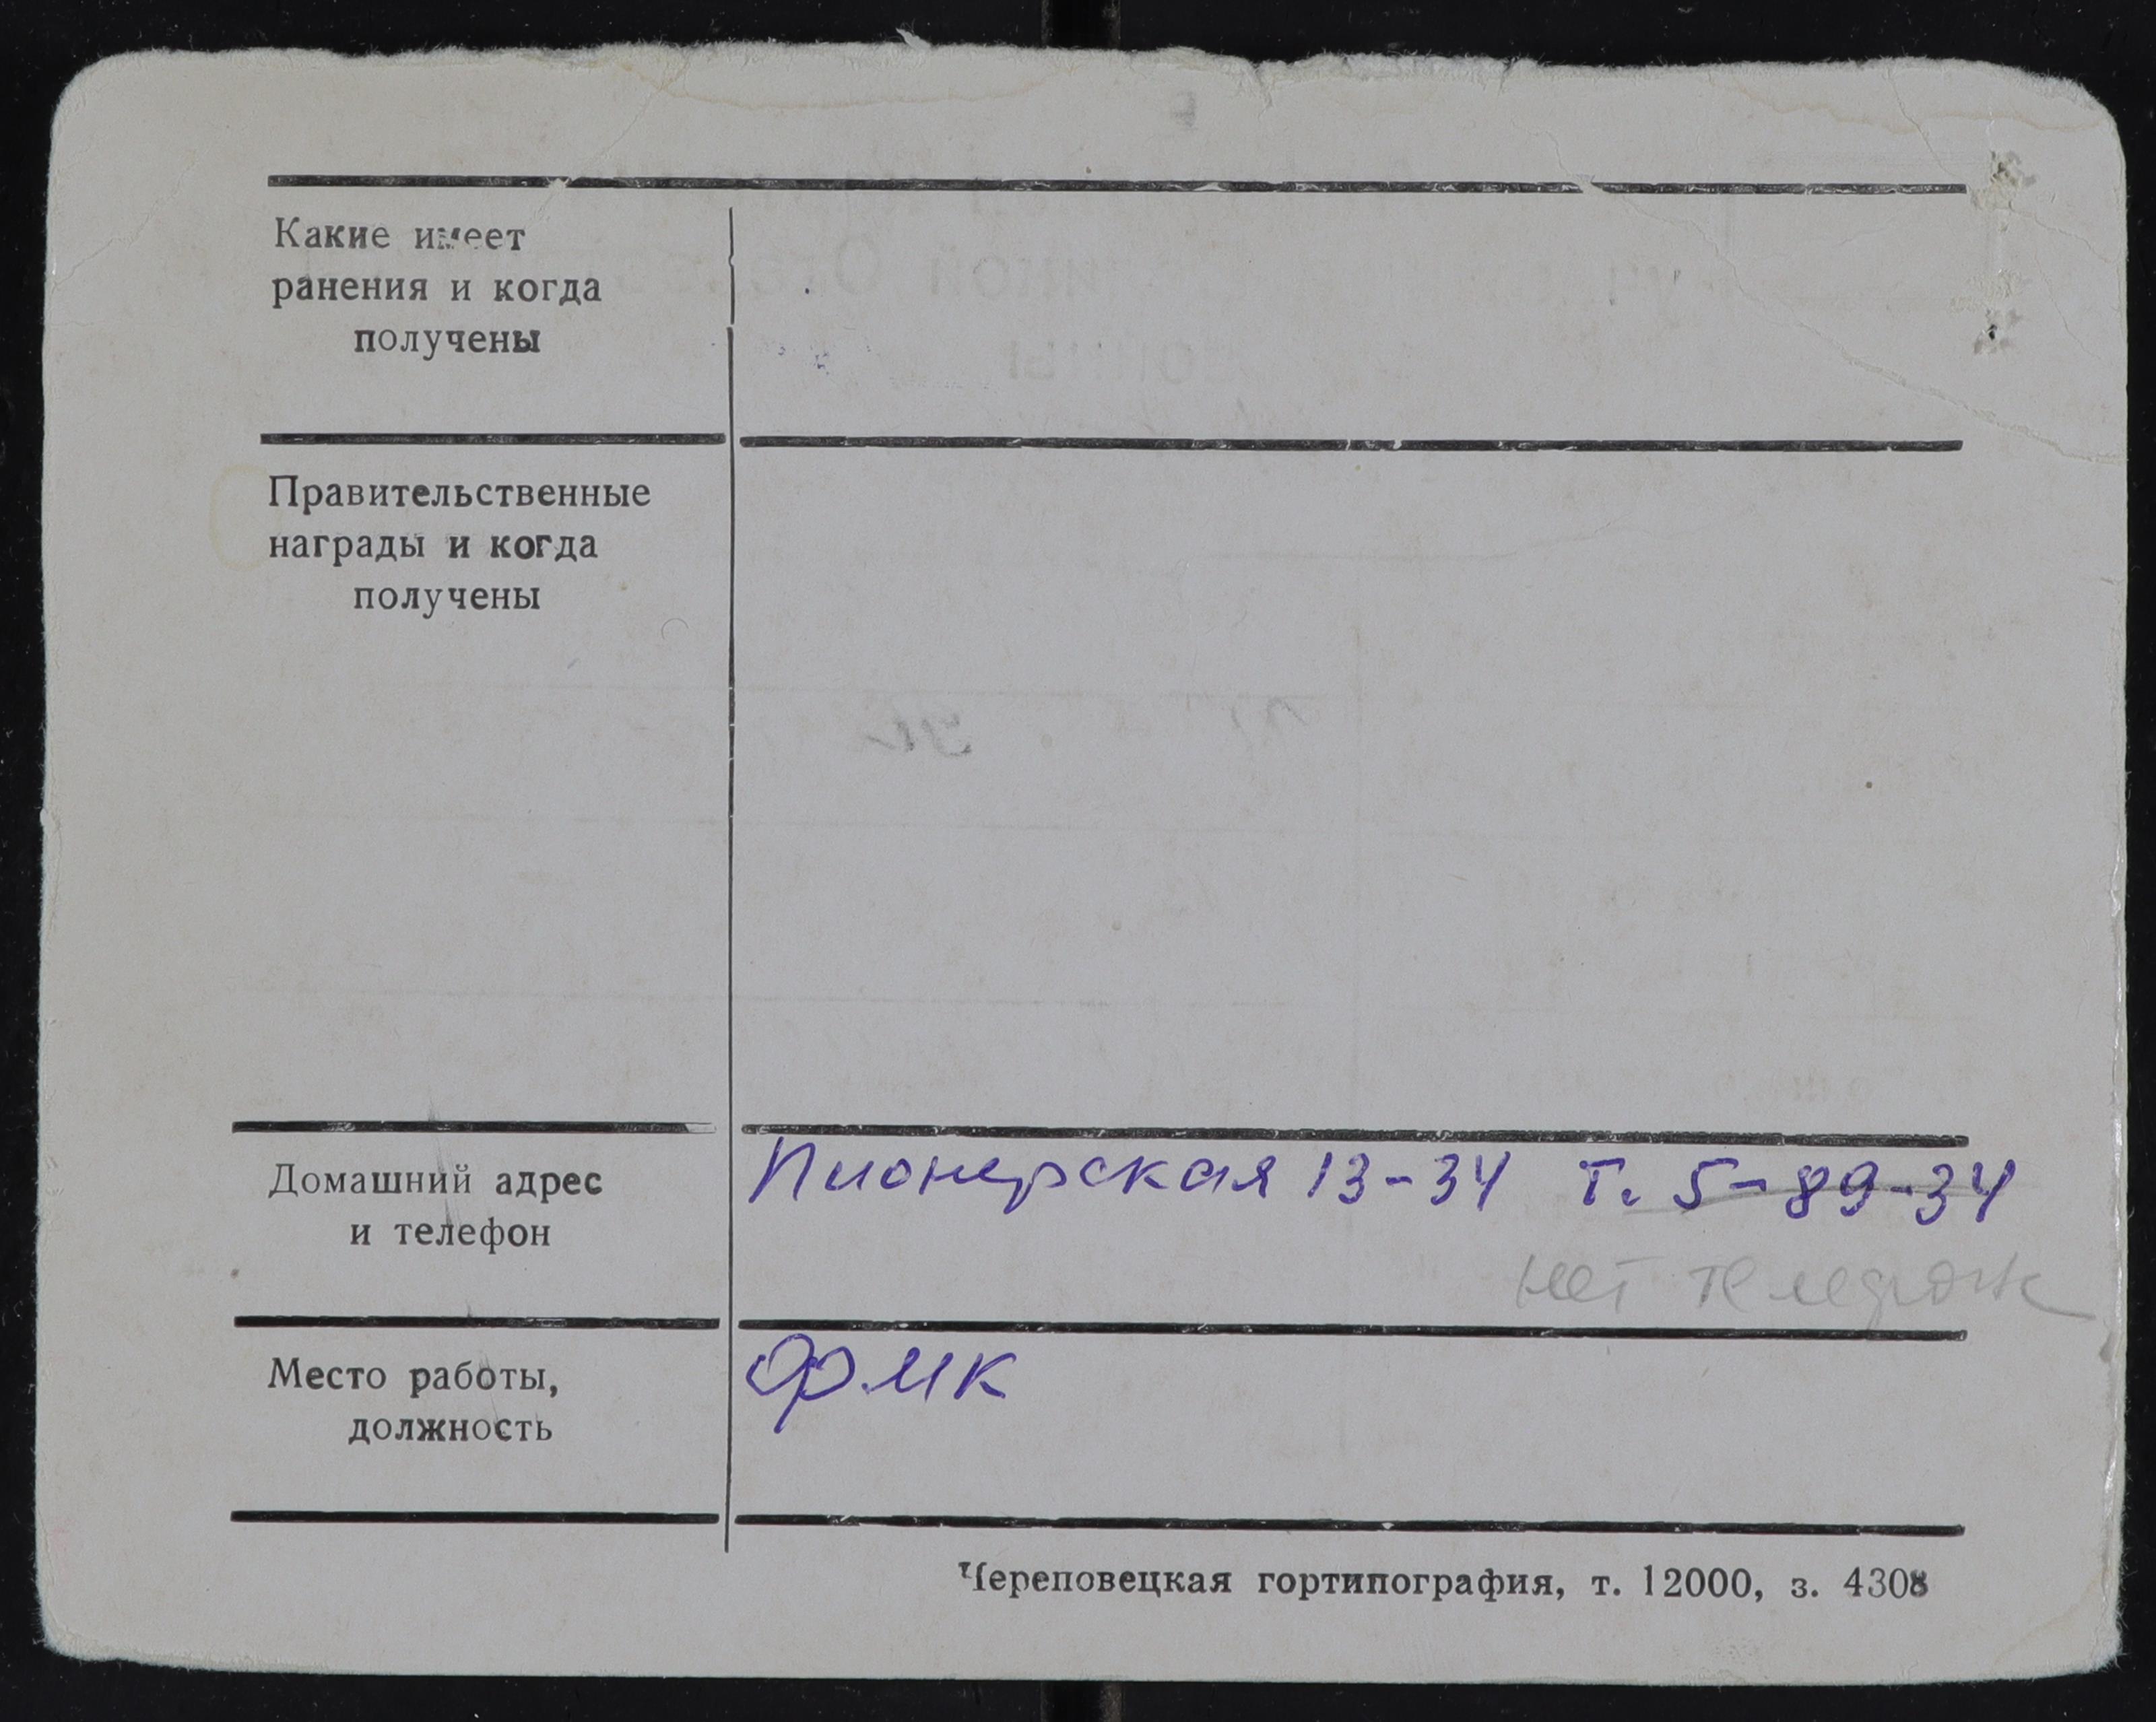 Какие имеет
ранения и когда
получены
Правительственные
награды и когда
получены
Домашний адрес
и телефон
Пионерская 13-34 т. 5-89-34
нет телефон
Место работы,
должность
ФМК
Череповецкая гортипография, т. 12000, з. 4308